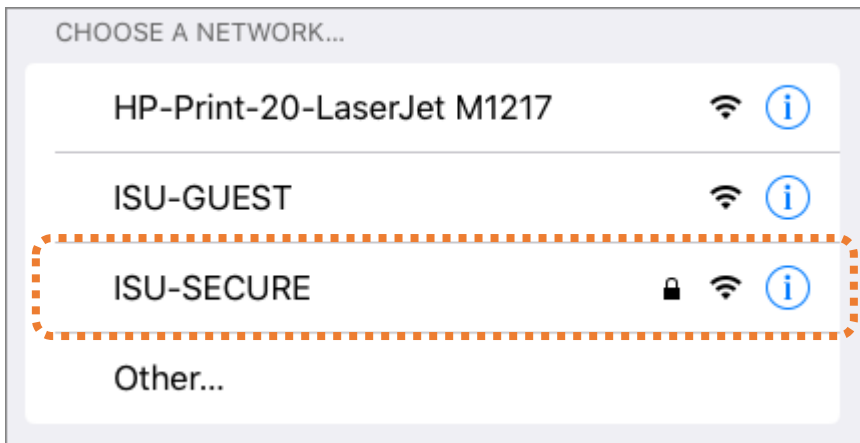 CHOOSE A NETWORK...
HP-Print-20-LaserJet M1217
ISU-GUEST
ISU-SECURE
Other...